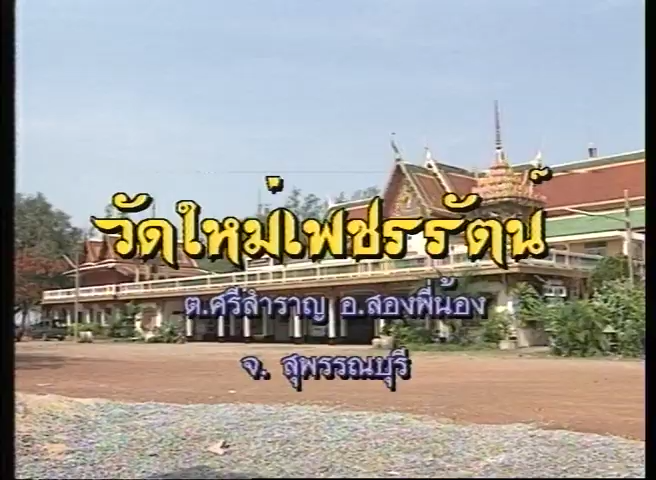 วัดใหม่เพชรรัตน์
ต.ศรีสำราญ อ.สองพี่น้อง
จ. สุพรรณบุรี